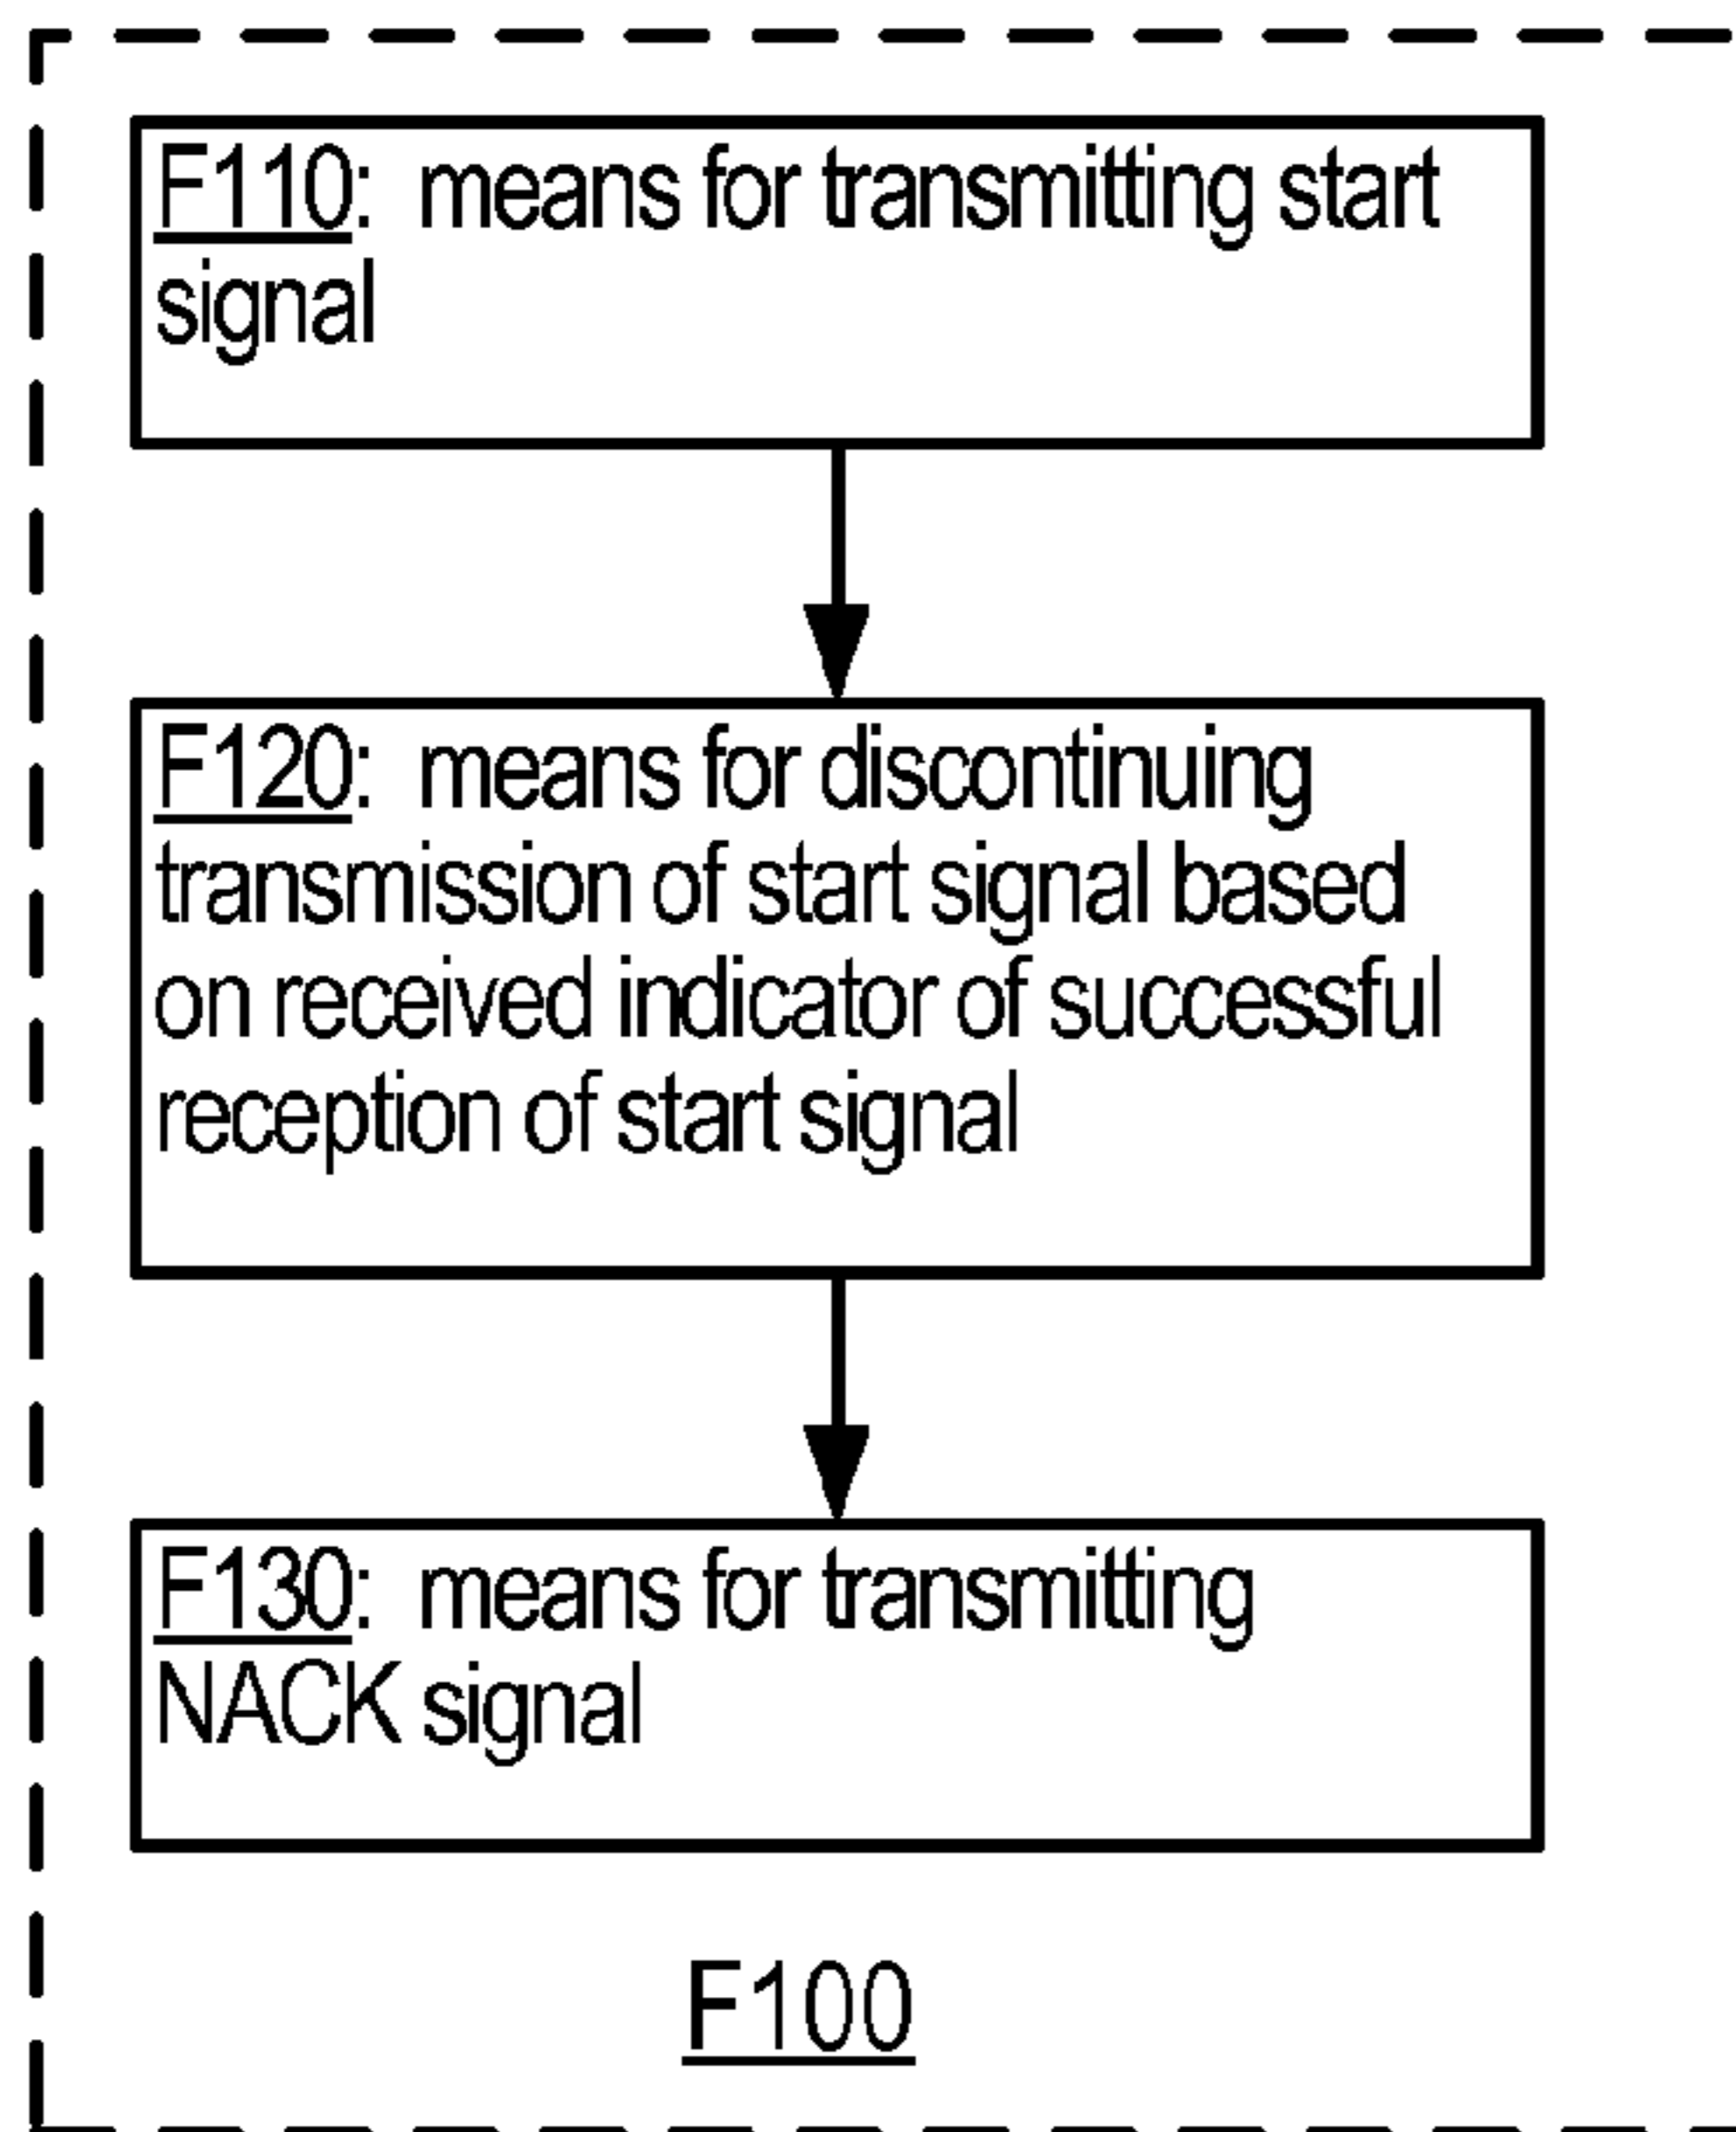 F110: means for transmitting start
signal
F120: means for discontinuing
transmission of start signal based
on received indicator of successful
reception of start signal
F130: means for transmitting
NACK signal
F100